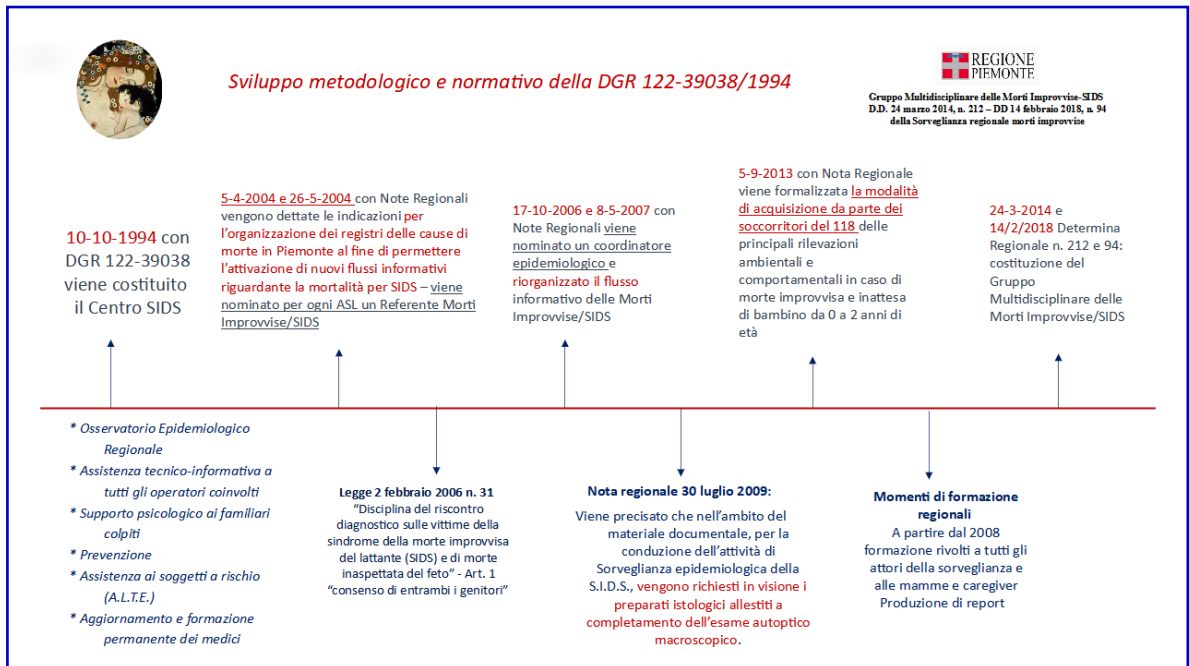 Sviluppo metodologico e normativo della DGR 122-39038/1994
REGIONE
PIEMONTE
Gruppo Multidisciplinare delle Morti Improvvise-SIDS
D.D. 24 marzo 2014, n. 212 – DD 14 febbraio 2018, n. 94
della Sorveglianza regionale morti improvvise
10-10-1994 con
DGR 122-39038
viene costituito
il Centro SIDS
5-4-2004 e 26-5-2004 con Note Regionali
vengono dettate le indicazioni per
l'organizzazione dei registri delle cause di
morte in Piemonte al fine di permettere
l'attivazione di nuovi flussi informativi
riguardante la mortalità per SIDS – viene
nominato per ogni ASL un Referente Morti
Improvvise/SIDS
17-10-2006 e 8-5-2007 con
Note Regionali viene
nominato un coordinatore
epidemiologico e
riorganizzato il flusso
informativo delle Morti
Improvvise/SIDS
5-9-2013 con Nota Regionale
viene formalizzata la modalità
di acquisizione da parte dei
soccorritori del 118 delle
principali rilevazioni
ambientali e
comportamentali in caso di
morte improvvisa e inattesa
di bambino da 0 a 2 anni di
età
24-3-2014 e
14/2/2018 Determina
Regionale n. 212 e 94:
costituzione del
Gruppo
Multidisciplinare delle
Morti Improvvise/SIDS
* Osservatorio Epidemiologico
Regionale
* Assistenza tecnico-informativa a
tutti gli operatori coinvolti
* Supporto psicologico ai familiari
colpiti
* Prevenzione
* Assistenza ai soggetti a rischio
(A.L.T.E.)
* Aggiornamento e formazione
permanente dei medici
Legge 2 febbraio 2006 n. 31
"Disciplina del riscontro
diagnostico sulle vittime della
sindrome della morte improvvisa
del lattante (SIDS) e di morte
inaspettata del feto" - Art. 1
"consenso di entrambi i genitori"
Nota regionale 30 luglio 2009:
Viene precisato che nell'ambito del
materiale documentale, per la
conduzione dell'attività di
Sorveglianza epidemiologica della
S.I.D.S., vengono richiesti in visione i
preparati istologici allestiti a
completamento dell'esame autoptico
macroscopico.
Momenti di formazione
regionali
A partire dal 2008
formazione rivolti a tutti gli
attori della sorveglianza e
alle mamme e caregiver
Produzione di report